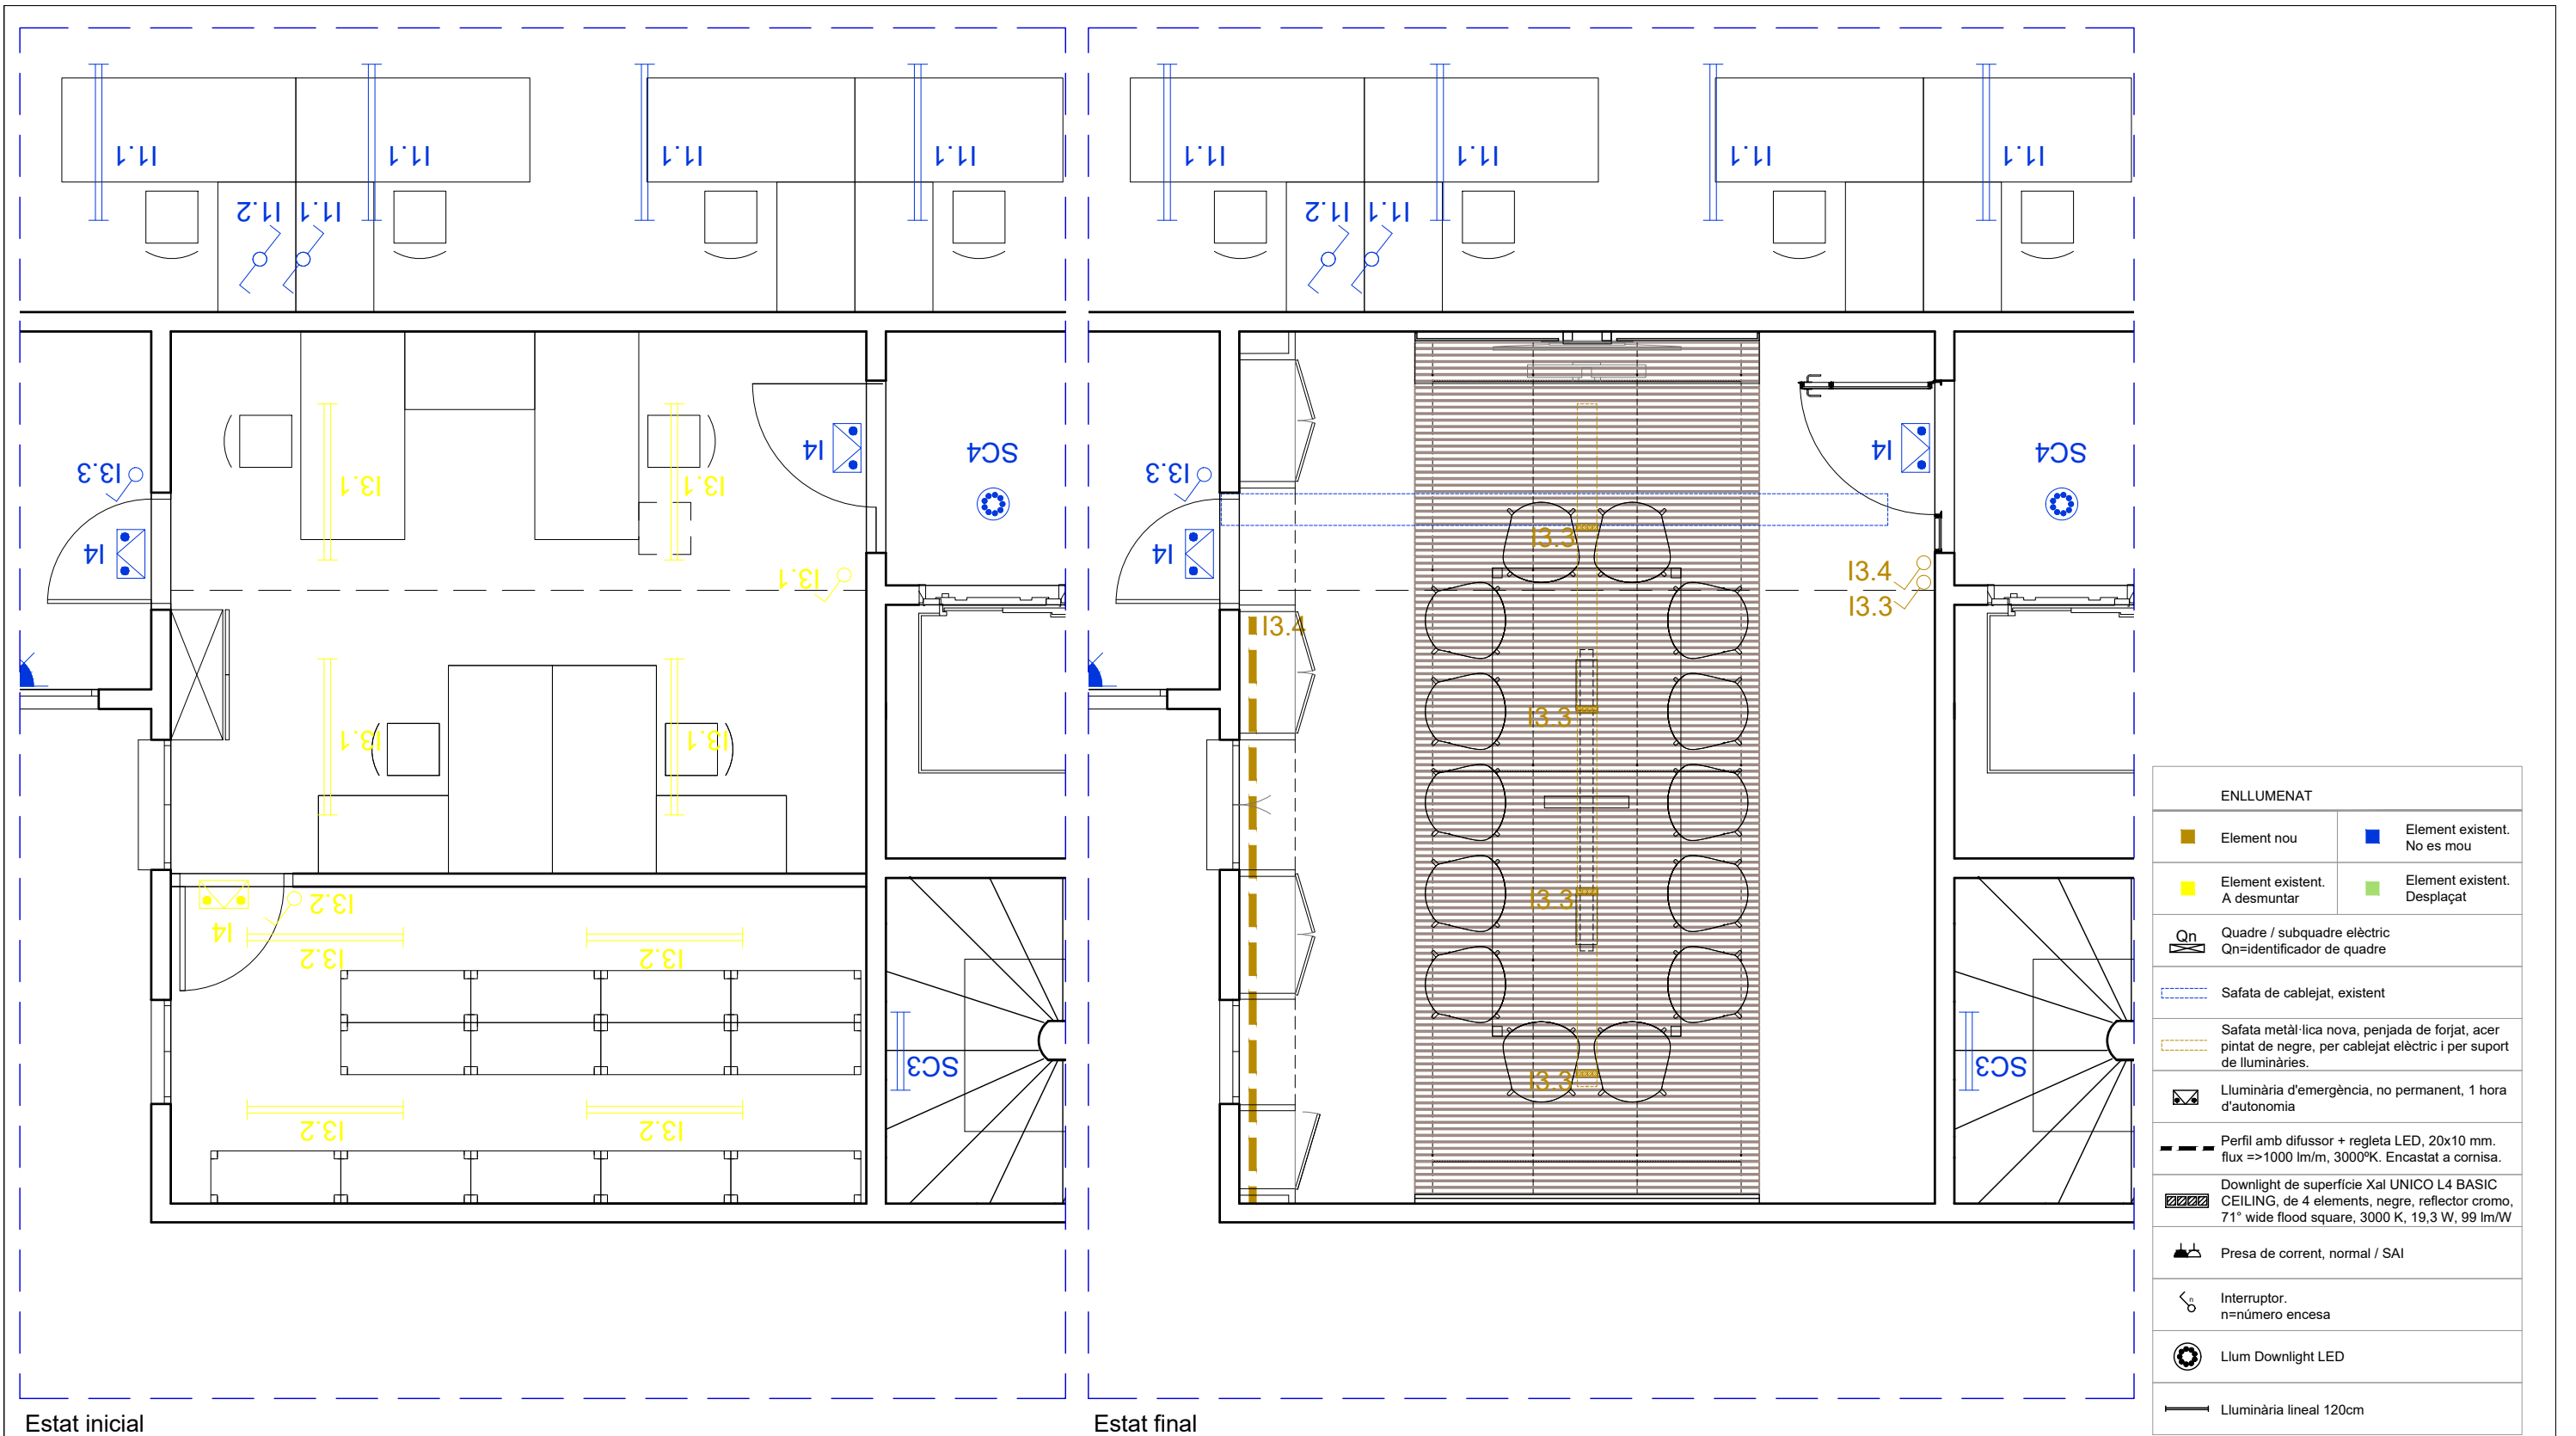 I1.1
I1.1
I1.1
I1.1
I1.2
I1.1
I3.3
I4
I3.1
I3.1
I4
SC4
I3.1
I3.1
I3.1
I4
I3.2
I3.2
I3.2
SC3
I3.2
I3.2
Estat inicial
I1.1
I1.1
I1.1
I1.1
I1.2
I1.1
I3.3
I4
I4
SC4
I3.3
I3.4
I3.3
I3.4
I3.3
I3.3
I3.3
SC3
Estat final
ENLLUMENAT
Element nou
Element existent.
No es mou
Element existent.
A desmuntar
Element existent.
Desplaçat
Qn
Quadre / subquadre elèctric
Qn=identificador de quadre
Safata de cablejat, existent
Safata metàl·lica nova, penjada de forjat, acer
pintat de negre, per cablejat elèctric i per suport
de lluminàries.
Lluminària d'emergència, no permanent, 1 hora
d'autonomia
Perfil amb difussor + regleta LED, 20x10 mm.
flux =>1000 lm/m, 3000ºK. Encastat a cornisa.
Downlight de superfície Xal UNICO L4 BASIC
CEILING, de 4 elements, negre, reflector cromo,
71° wide flood square, 3000 K, 19,3 W, 99 lm/W
Presa de corrent, normal / SAI
n
Interruptor.
n=número encesa
Llum Downlight LED
Lluminària lineal 120cm